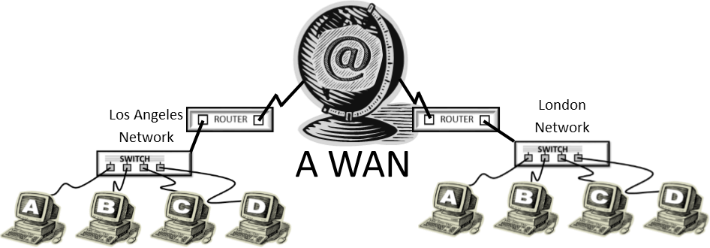 @
Los Angeles
Network
ROUTER
SWITCH
A
B
C
D
A WAN
ROUTER
London
Network
SWITCH
A
B
C
D